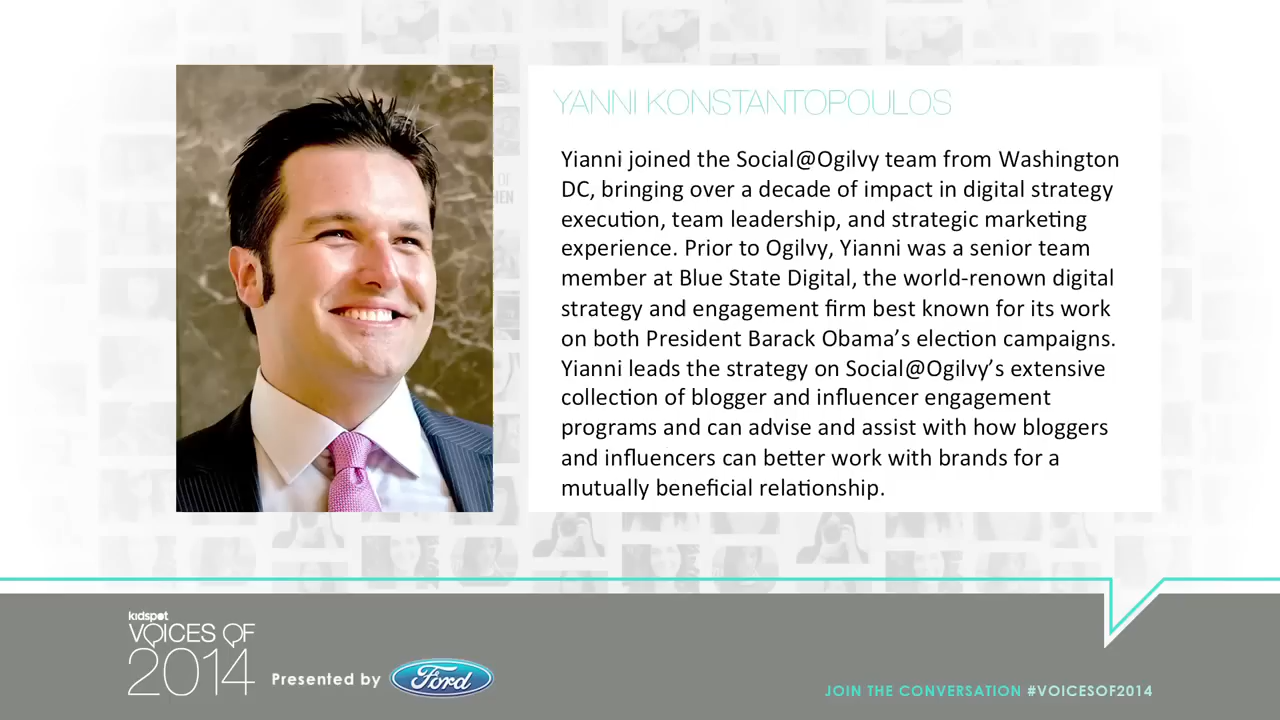 YANNI KONSTANTOPOULOS
Yianni joined the Social@Ogilvy team from Washington
DC, bringing over a decade of impact in digital strategy
execution, team leadership, and strategic marketing
experience. Prior to Ogilvy, Yianni was a senior team
member at Blue State Digital, the world-renown digital
strategy and engagement firm best known for its work
on both President Barack Obama’s election campaigns.
Yianni leads the strategy on Social@Ogilvy’s extensive
collection of blogger and influencer engagement
programs and can advise and assist with how bloggers
and influencers can better work with brands for a
mutually beneficial relationship.
kidspot
VOICES OF
2014
Presented by
Ford
JOIN THE CONVERSATION #VOICESOF2014